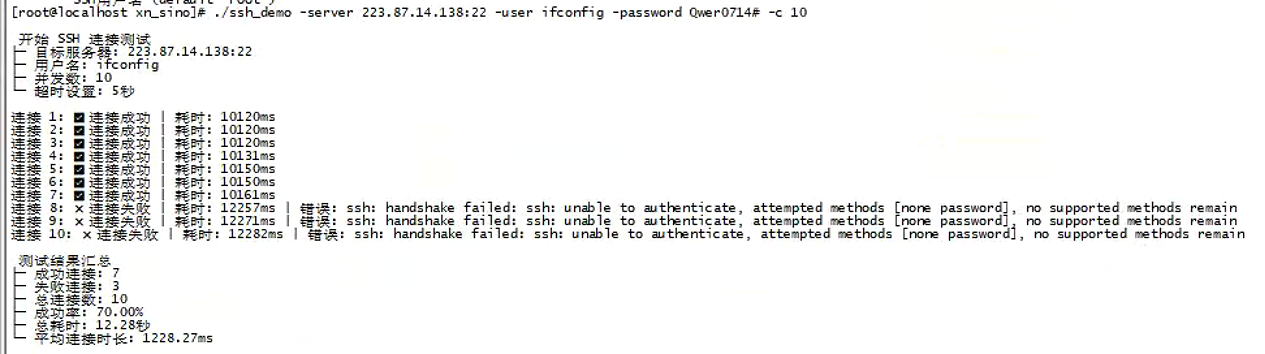 [root@localhost xn_sino]# ./ssh_demo -server 223.87.14.138:22 -user ifconfig -password Qwer0714# -c 10
开始 SSH 连接测试
├─ 目标服务器: 223.87.14.138:22
├─ 用户名: ifconfig
├─ 并发数: 10
└─ 超时设置: 5秒
连接 1: ✅ 连接成功 | 耗时: 10120ms
连接 2: ✅ 连接成功 | 耗时: 10120ms
连接 3: ✅ 连接成功 | 耗时: 10120ms
连接 4: ✅ 连接成功 | 耗时: 10131ms
连接 5: ✅ 连接成功 | 耗时: 10150ms
连接 6: ✅ 连接成功 | 耗时: 10150ms
连接 7: ✅ 连接成功 | 耗时: 10161ms
连接 8: × 连接失败 | 耗时: 12257ms | 错误: ssh: handshake failed: ssh: unable to authenticate, attempted methods [none password], no supported methods remain
连接 9: × 连接失败 | 耗时: 12271ms | 错误: ssh: handshake failed: ssh: unable to authenticate, attempted methods [none password], no supported methods remain
连接 10: × 连接失败 | 耗时: 12282ms | 错误: ssh: handshake failed: ssh: unable to authenticate, attempted methods [none password], no supported methods remain
测试结果汇总
├─ 成功连接: 7
├─ 失败连接: 3
├─ 总连接数: 10
├─ 成功率: 70.00%
├─ 总耗时: 12.28秒
└─ 平均连接时长: 1228.27ms